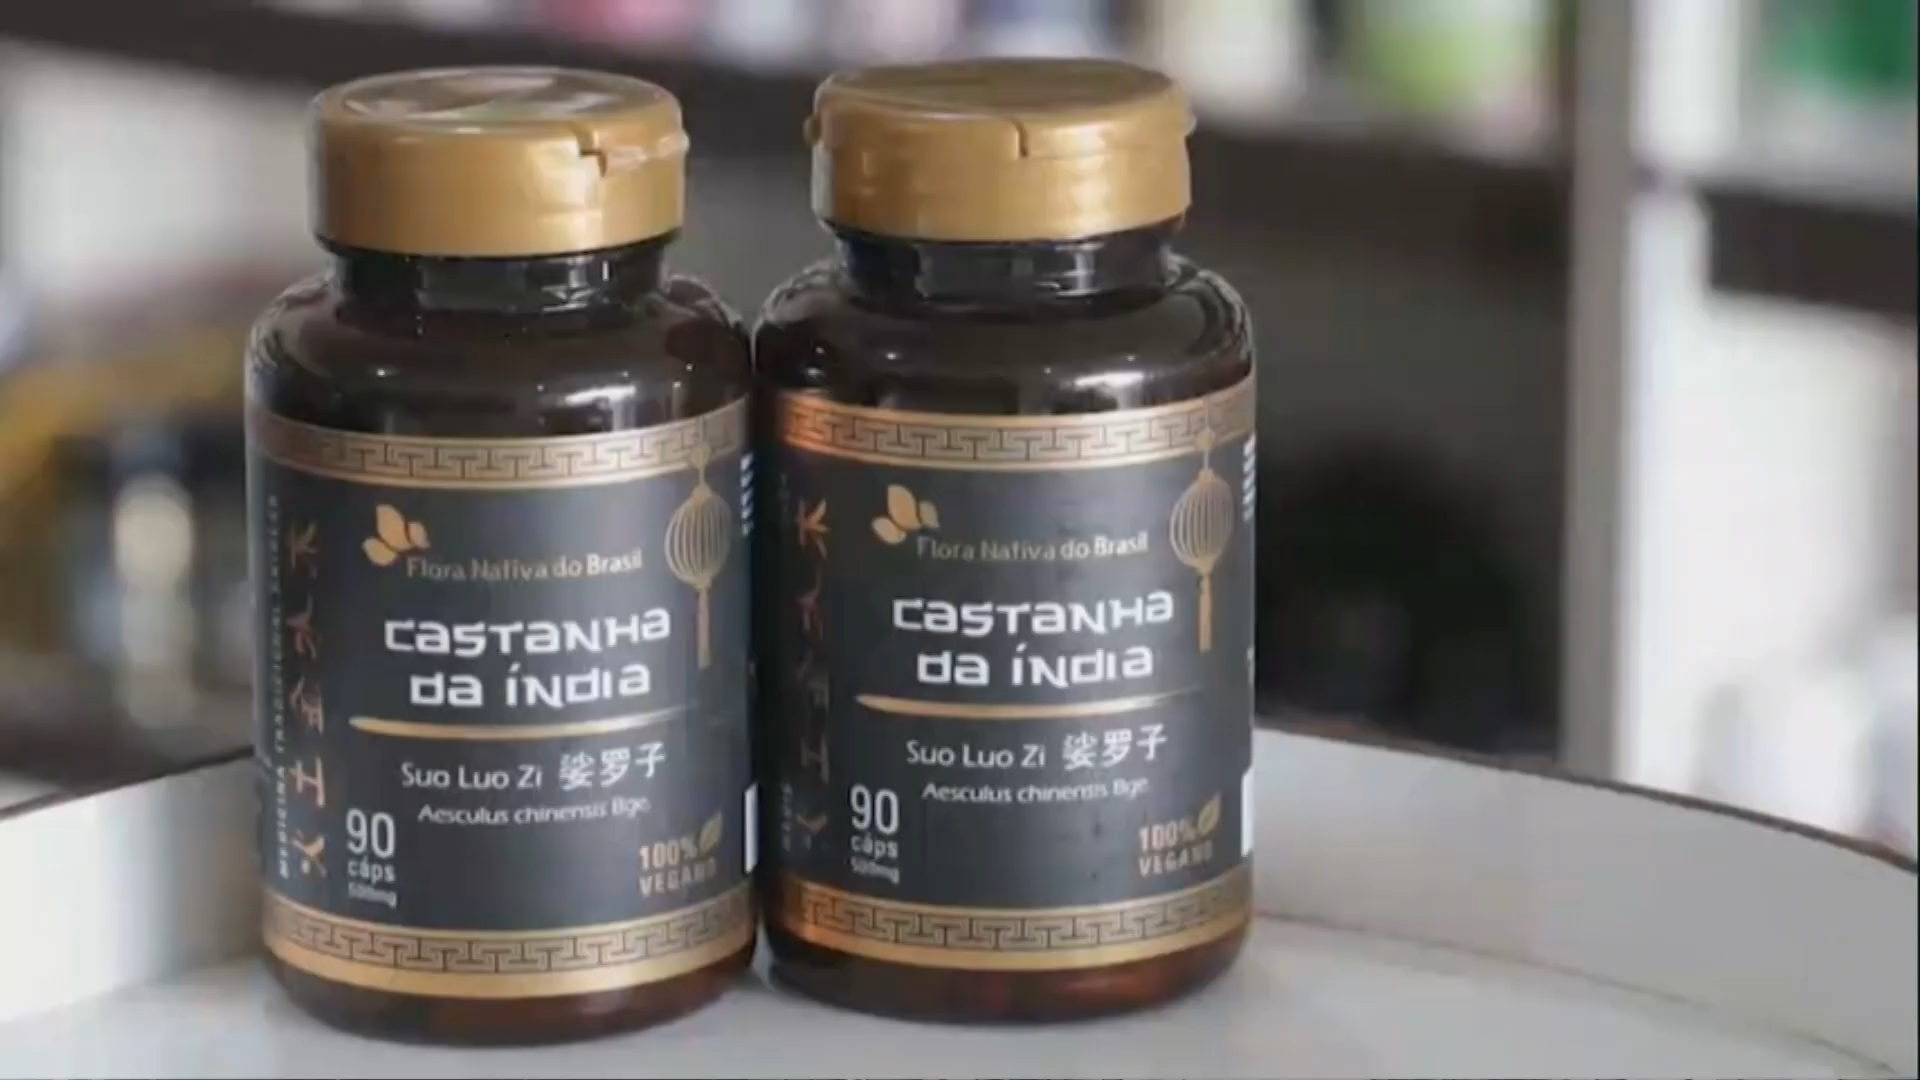 Flora Nativa do Brasil
CASTANHA
DA ÍNDIA
Suo Luo Zi 娑罗子
Aesculus chinensis Bge.
90
cáps
500mg
100%
VEGANO
Flora Nativa do Brasil
CASTANHA
DA ÍNDIA
Suo Luo Zi 娑罗子
Aesculus chinensis Bge.
90
cáps
500mg
100%
VEGANO